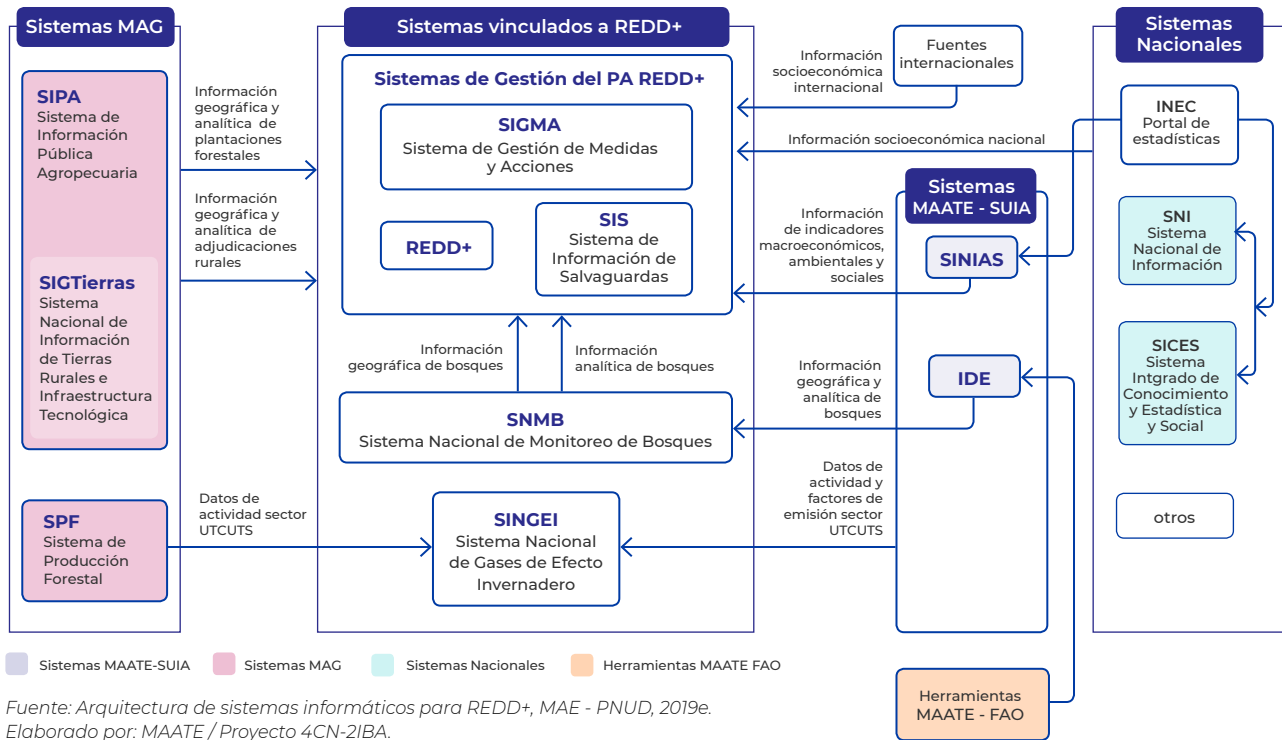 Sistemas MAG
SIPA
Sistema de
Información
Pública
Agropecuaria
SIGTierras
Sistema
Nacional de
Información
de Tierras
Rurales e
Infraestructura
Tecnológica
SPF
Sistema de
Producción
Forestal
Información
geográfica y
analítica de
plantaciones
forestales
Información
geográfica y
analítica de
adjudicaciones
rurales
Datos de
actividad sector
UTCUTS
Sistemas vinculados a REDD+
Sistemas de Gestión del PA REDD+
SIGMA
Sistema de Gestión de Medidas
y Acciones
REDD+
SIS
Sistema de
Información de
Salvaguardas
Información
geográfica de bosques
Información
analítica de bosques
SNMB
Sistema Nacional de Monitoreo de Bosques
SINGEI
Sistema Nacional
de Gases de Efecto
Invernadero
Información
socioeconómica
internacional
Fuentes
internacionales
Información socioeconómica nacional
Información
de indicadores
macroeconómicos,
ambientales y
sociales
Información
geográfica y
analítica de
bosques
Datos de
actividad y
factores de
emisión sector
UTCUTS
Sistemas
MAATE - SUIA
SINIAS
IDE
Sistemas
Nacionales
INEC
Portal de
estadísticas
SNI
Sistema
Nacional de
Información
SICES
Sistema
Intgrado de
Conocimiento
y Estadística
y Social
otros
Herramientas
MAATE - FAO
Sistemas MAATE-SUIA
Sistemas MAG
Sistemas Nacionales
Herramientas MAATE FAO
Fuente: Arquitectura de sistemas informáticos para REDD+, MAE - PNUD, 2019e.
Elaborado por: MAATE / Proyecto 4CN-2IBA.